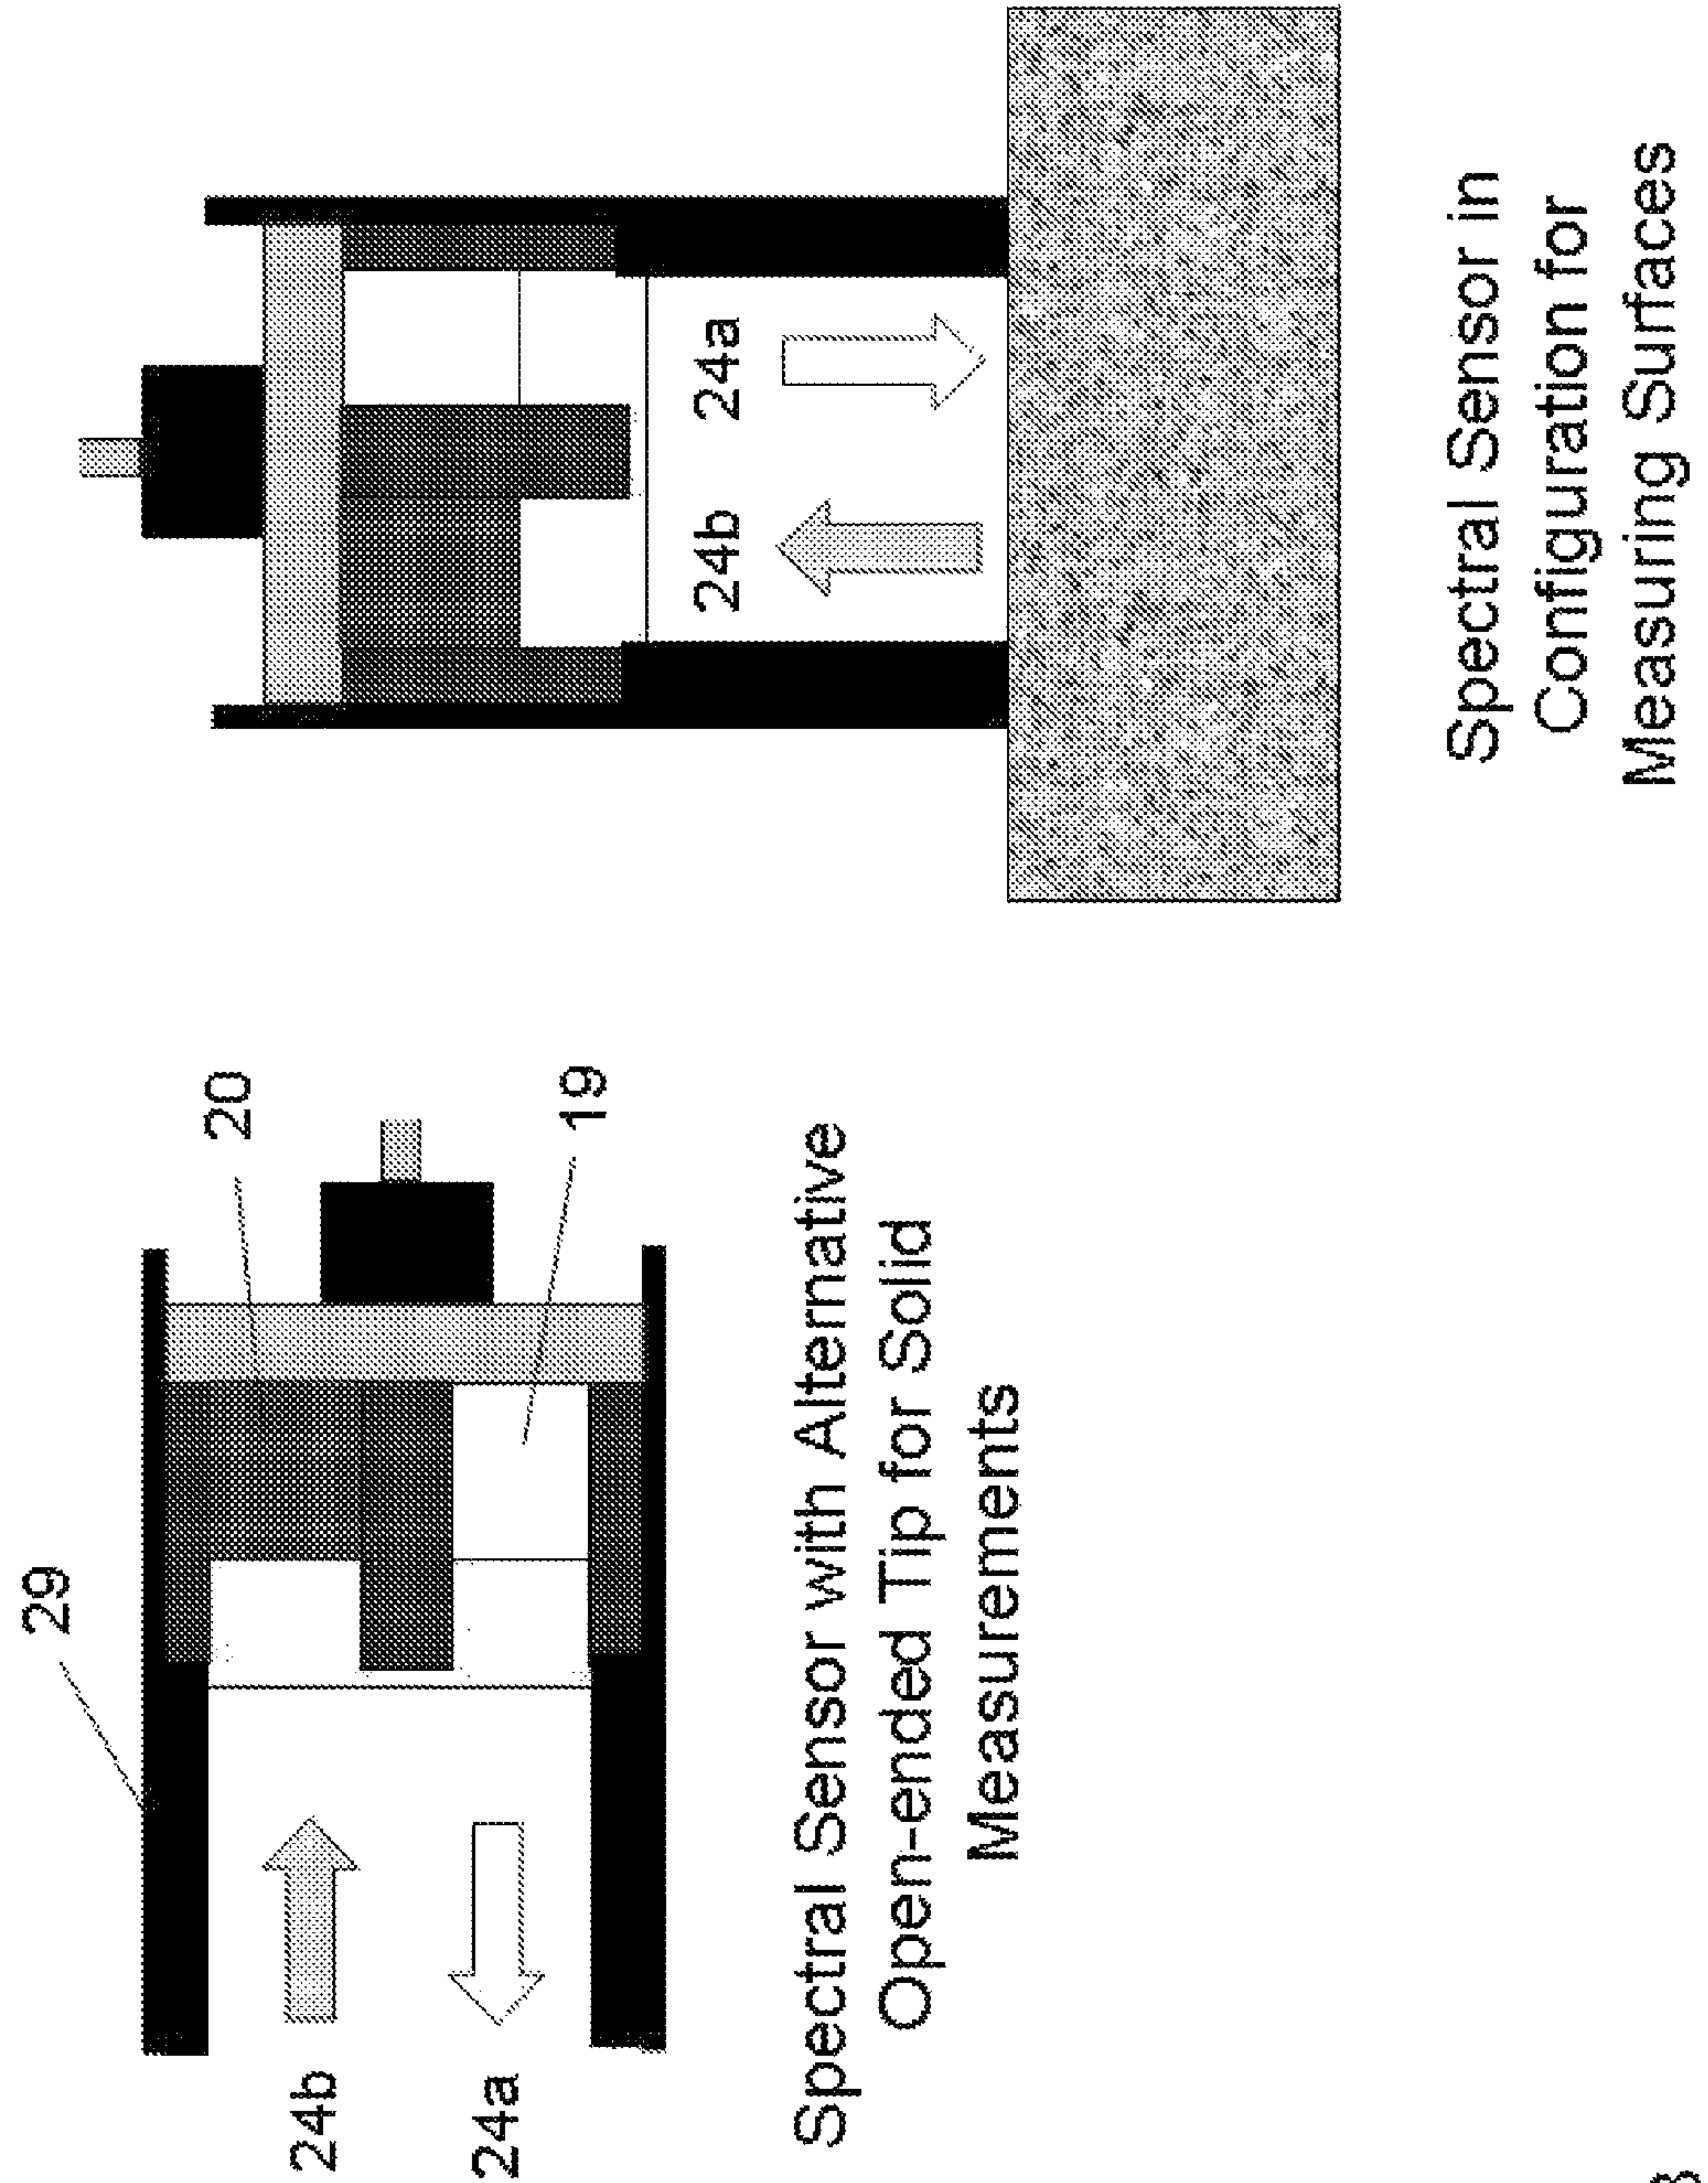 29
20
24b
24a
19
Spectral Sensor with Alternative
Open-ended Tip for Solid
Measurements
24b
24a
Spectral Sensor in
Configuration for
Measuring Surfaces